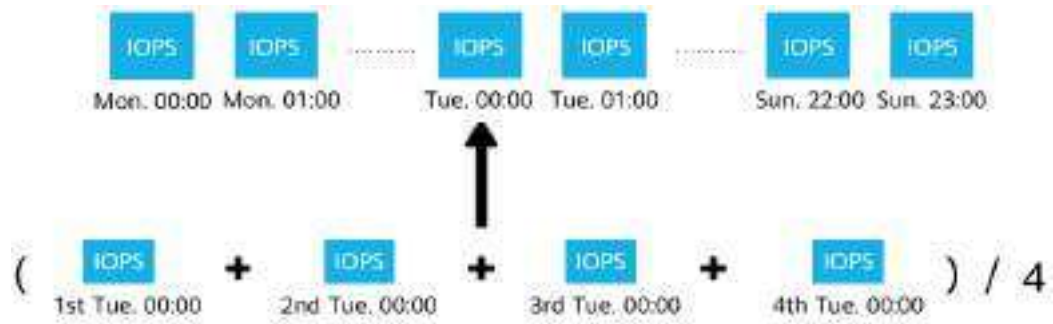 IOPS IOPS ......... IOPS IOPS ......... IOPS IOPS
Mon. 00:00 Mon. 01:00 Tue. 00:00 Tue. 01:00 Sun. 22:00 Sun. 23:00
( IOPS + IOPS + IOPS + IOPS ) / 4
1st Tue. 00:00 2nd Tue. 00:00 3rd Tue. 00:00 4th Tue. 00:00